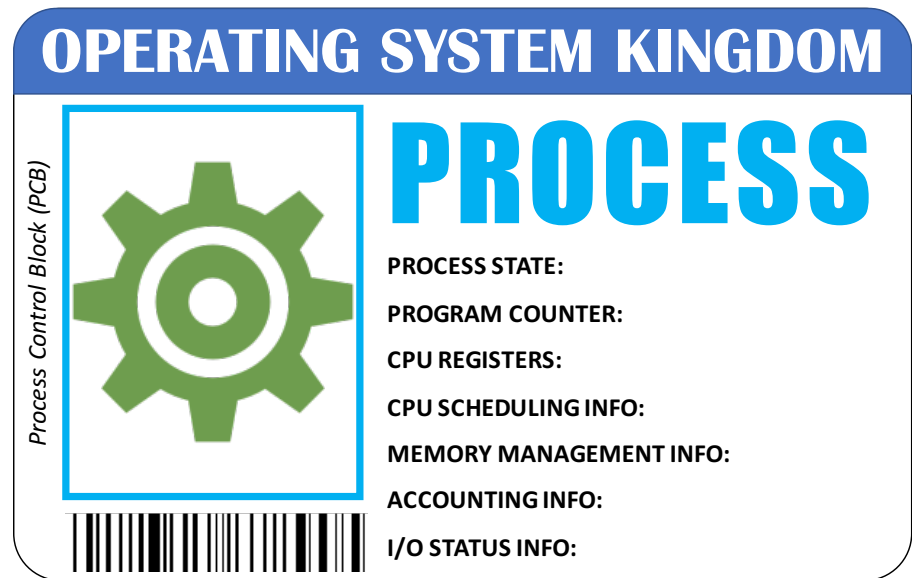 OPERATING SYSTEM KINGDOM
Process Control Block (PCB)
PROCESS
PROCESS STATE:
PROGRAM COUNTER:
CPU REGISTERS:
CPU SCHEDULING INFO:
MEMORY MANAGEMENT INFO:
ACCOUNTING INFO:
I/O STATUS INFO: